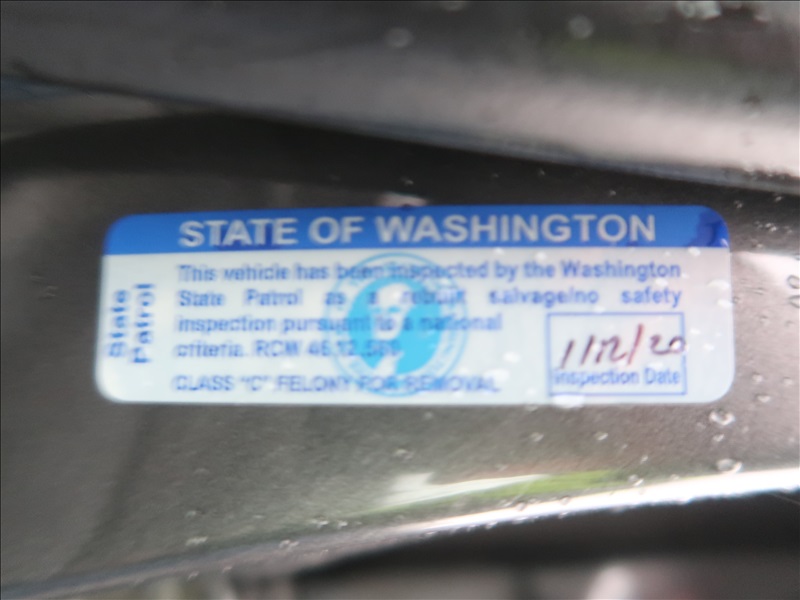 STATE OF WASHINGTON
State Patrol
This vehicle has been inspected by the Washington
State Patrol as a rebuilt salvage/no safety
inspection pursuant to a national
criteria. RCW 46.12.
CLASS "C" FELONY FOR REMOVAL
Inspection Date